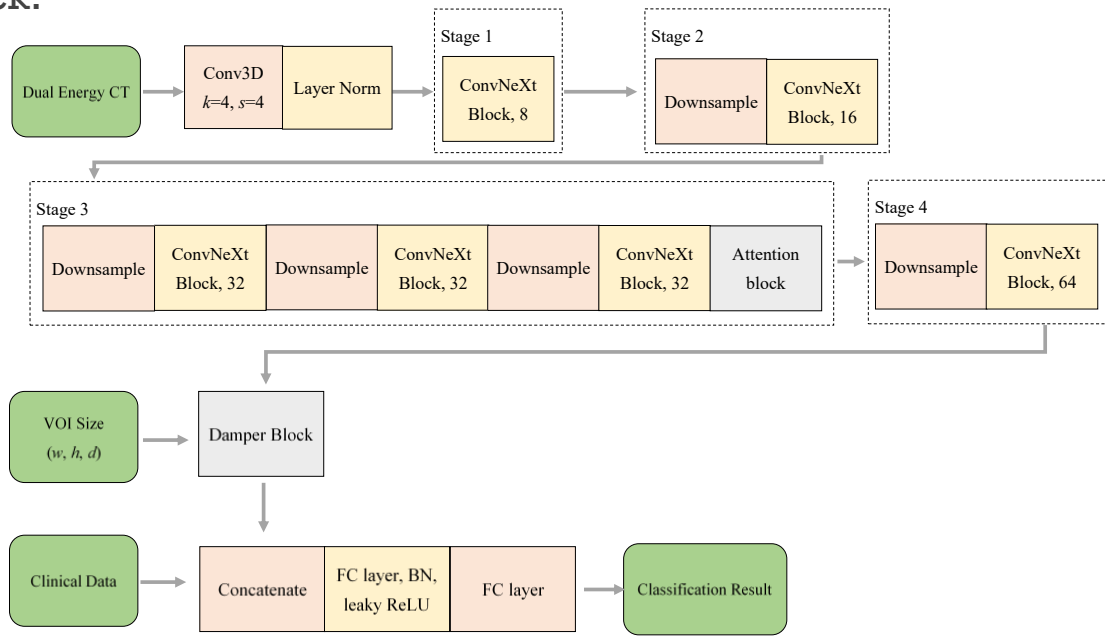 Stage 1
Stage 2
Dual Energy CT
Conv3D
k=4, s=4
Layer Norm
ConvNeXt
Block, 8
Downsample
ConvNeXt
Block, 16
Stage 3
Downsample
ConvNeXt
Block, 32
Downsample
ConvNeXt
Block, 32
Downsample
ConvNeXt
Block, 32
Attention
block
Stage 4
Downsample
ConvNeXt
Block, 64
VOI Size
(w, h, d)
Damper Block
Clinical Data
Concatenate
FC layer, BN,
leaky ReLU
FC layer
Classification Result